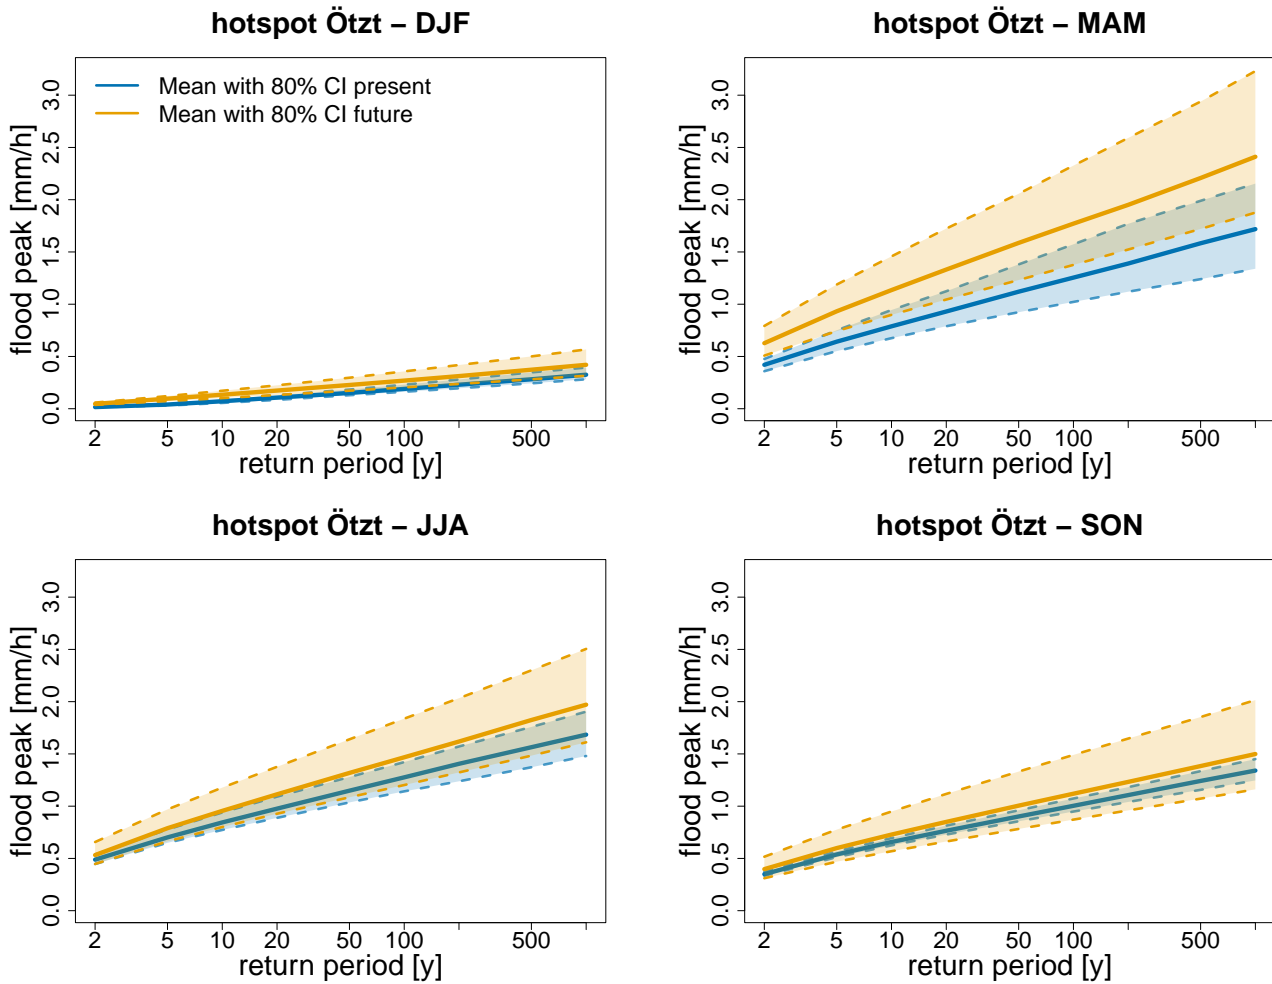 hotspot Ötzt – DJF
Mean with 80% CI present
Mean with 80% CI future
flood peak [mm/h]
0.0 0.5 1.0 1.5 2.0 2.5 3.0
2 5 10 20 50 100 500
return period [y]
hotspot Ötzt – MAM
flood peak [mm/h]
0.0 0.5 1.0 1.5 2.0 2.5 3.0
2 5 10 20 50 100 500
return period [y]
hotspot Ötzt – JJA
flood peak [mm/h]
0.0 0.5 1.0 1.5 2.0 2.5 3.0
2 5 10 20 50 100 500
return period [y]
hotspot Ötzt – SON
flood peak [mm/h]
0.0 0.5 1.0 1.5 2.0 2.5 3.0
2 5 10 20 50 100 500
return period [y]